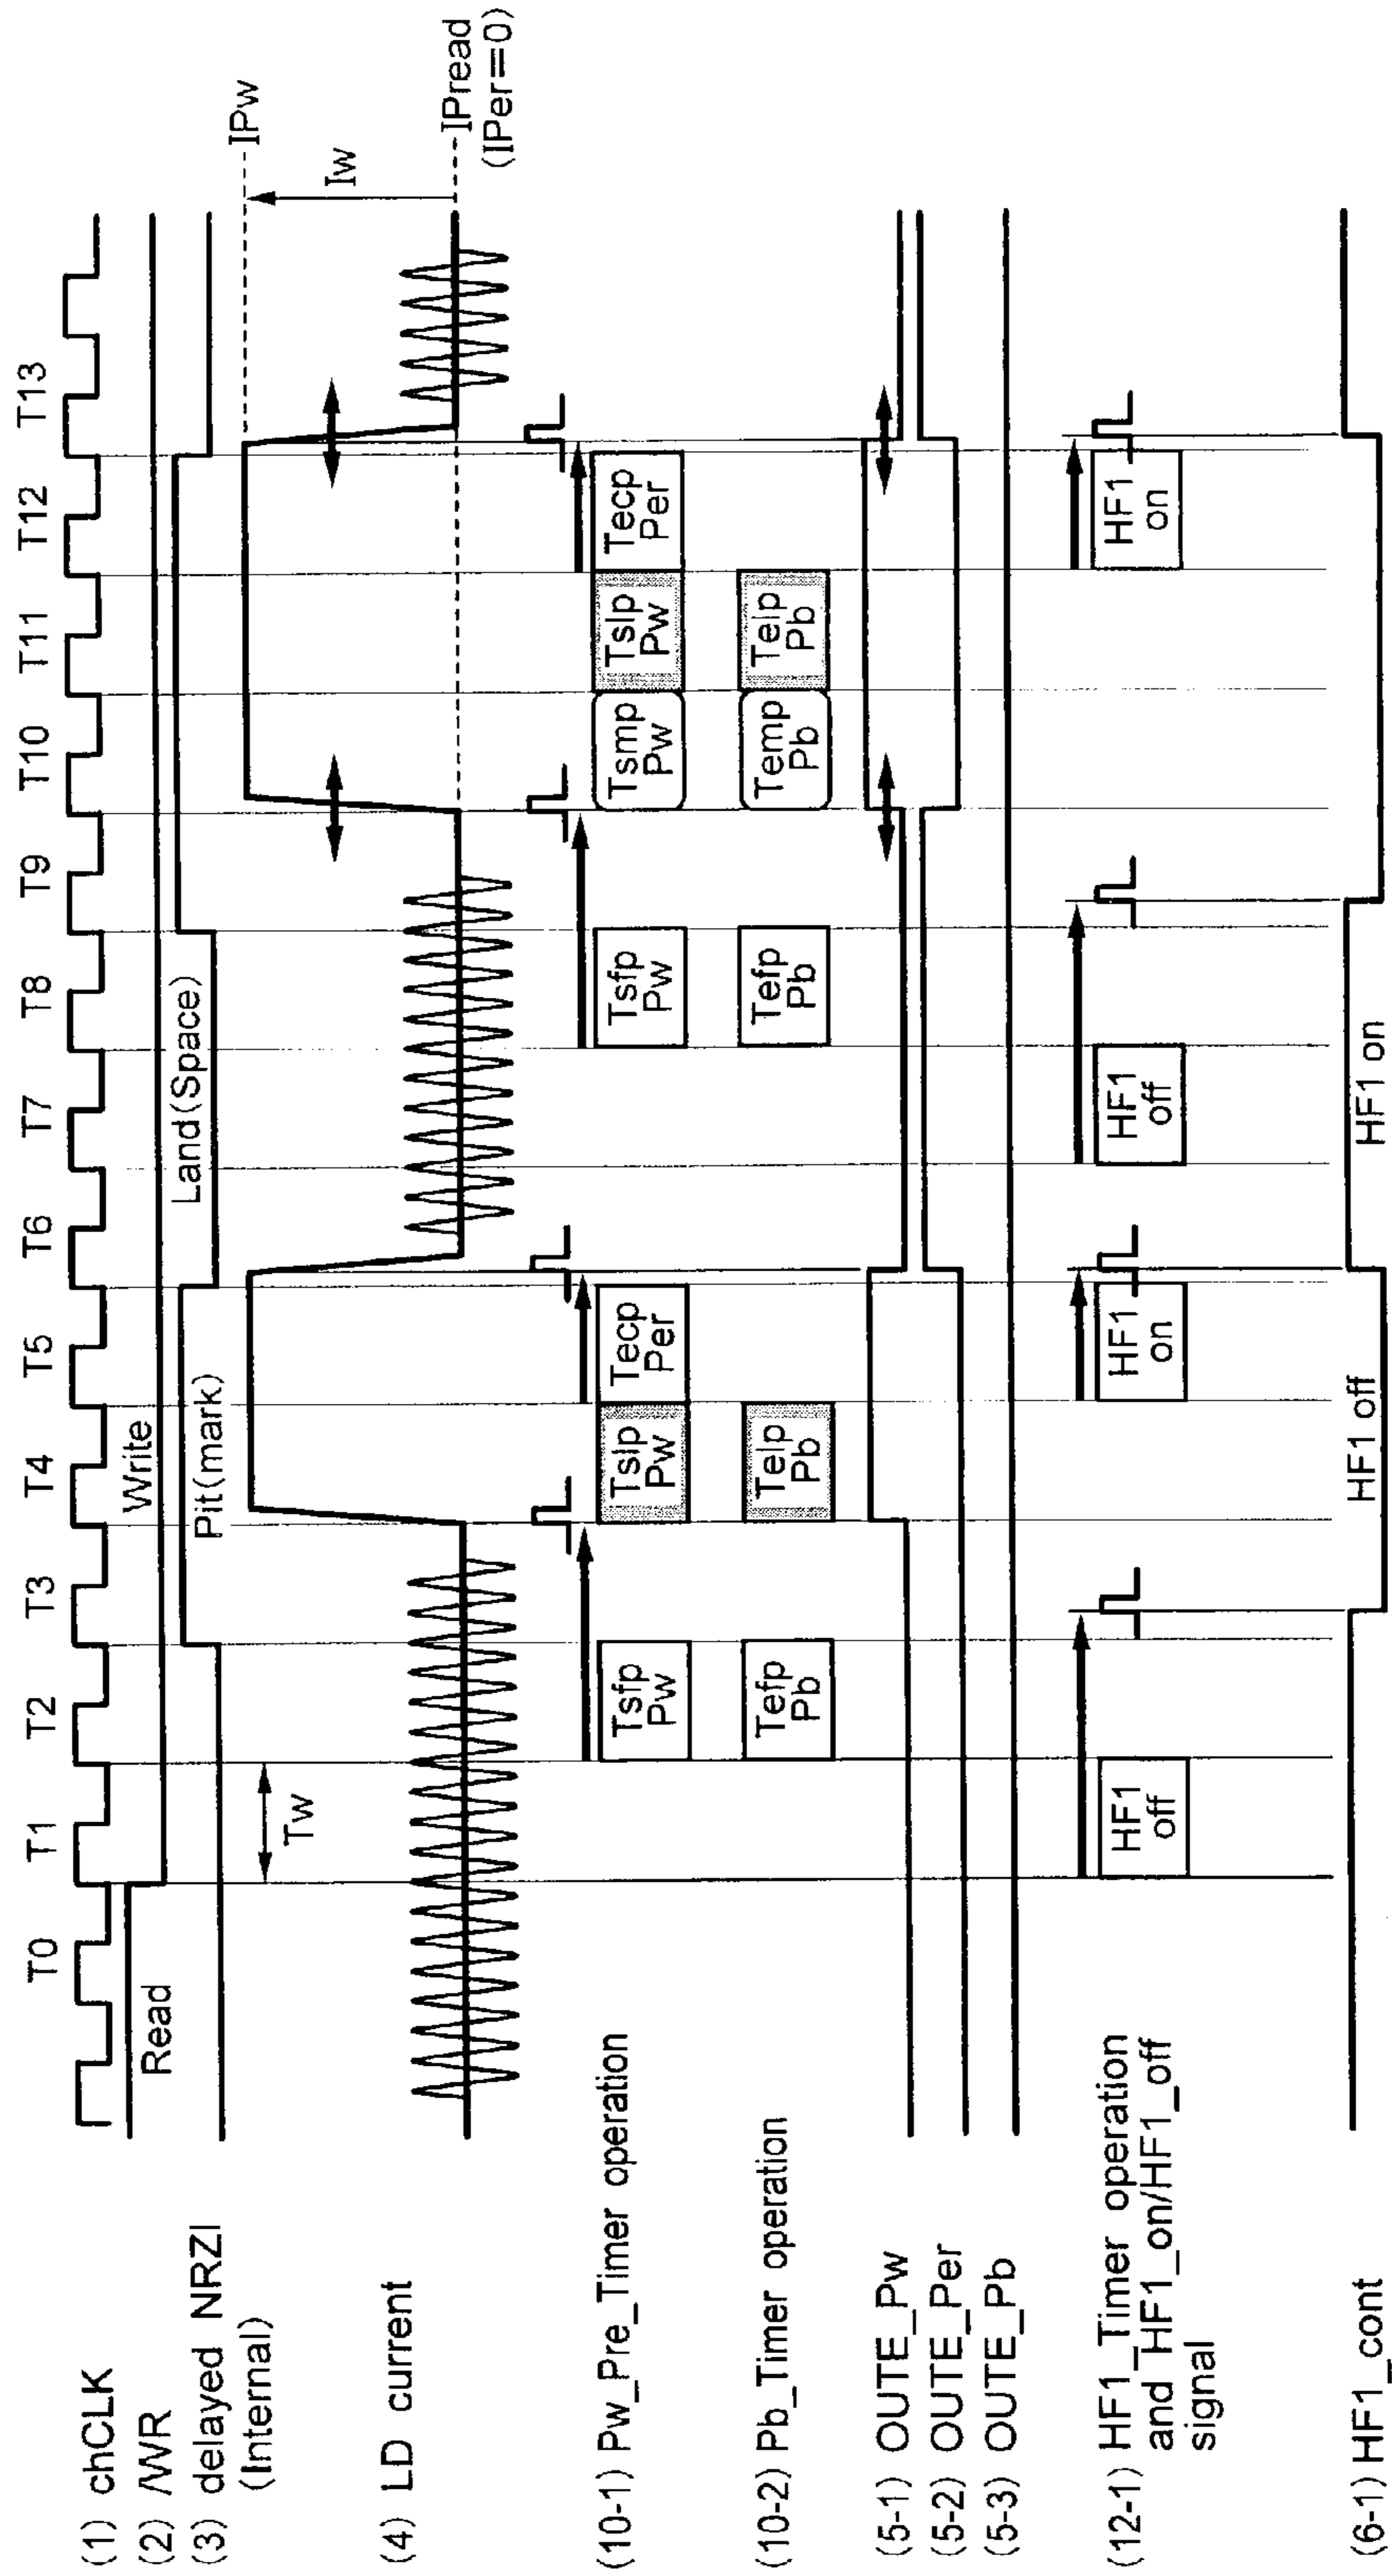 T0 T1 T2 T3 T4 T5 T6 T7 T8 T9 T10 T11 T12 T13
(1) chCLK
(2) /WR
Read
Write
(3) delayed NRZI
(Internal)
Pit(mark)
Land(Space)
Tw
IPw
Iw
IPread
(IPer=0)
(4) LD current
(10-1) Pw_Pre_Timer operation
Tsfp
Pw
Tslp
Pw
Tecp
Per
Tsfp
Pw
Tsmp
Pw
Tslp
Pw
Tecp
Per
(10-2) Pb_Timer operation
Tefp
Pb
Telp
Pb
Tefp
Pb
Temp
Pb
Telp
Pb
(5-1) OUTE_Pw
(5-2) OUTE_Per
(5-3) OUTE_Pb
(12-1) HF1_Timer operation
and HF1_on/HF1_off
signal
HF1
off
HF1
on
HF1
off
HF1
on
(6-1) HF1_cont
HF1 off
HF1 on